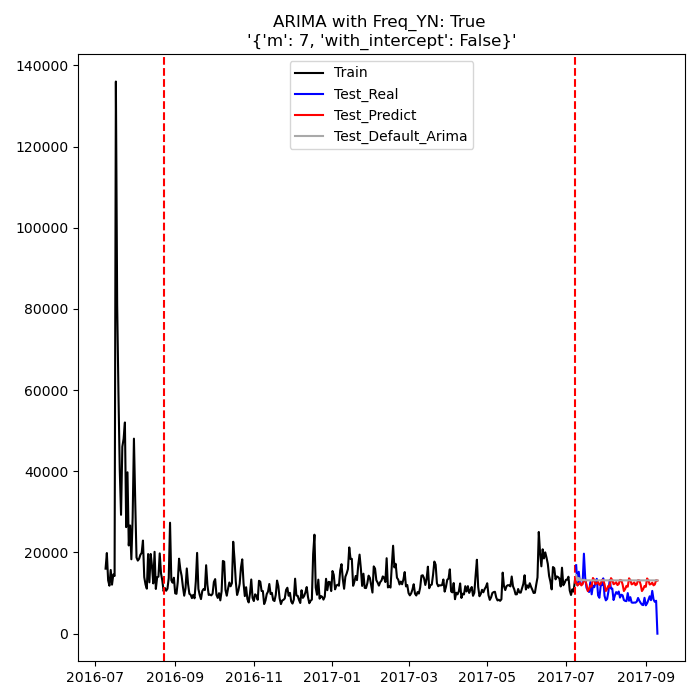 ARIMA with Freq_YN: True
'{'m': 7, 'with_intercept': False}'
Train
Test_Real
Test_Predict
Test_Default_Arima
140000
120000
100000
80000
60000
40000
20000
0
2016-07 2016-09 2016-11 2017-01 2017-03 2017-05 2017-07 2017-09